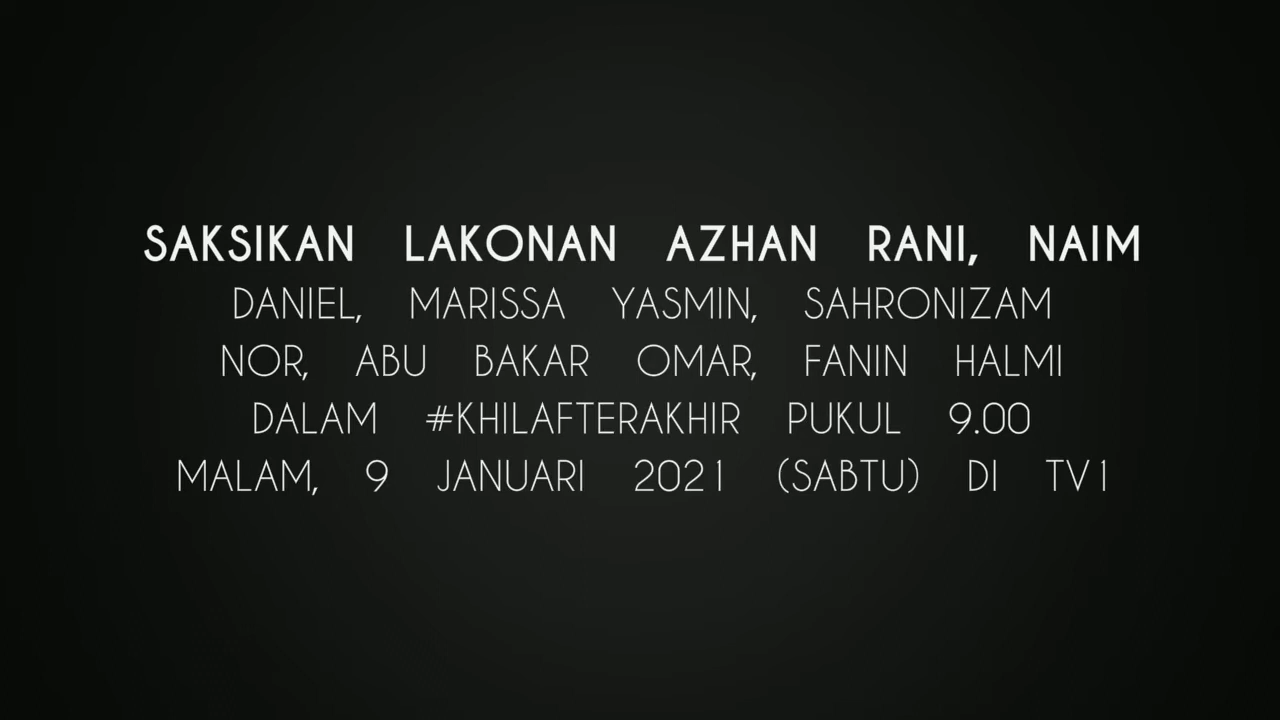 SAKSIKAN LAKONAN AZHAN RANI, NAIM
DANIEL, MARISSA YASMIN, SAHRONIZAM
NOR, ABU BAKAR OMAR, FANIN HALMI
DALAM #KHILAFTERAKHIR PUKUL 9.00
MALAM, 9 JANUARI 2021 (SABTU) DI TV1